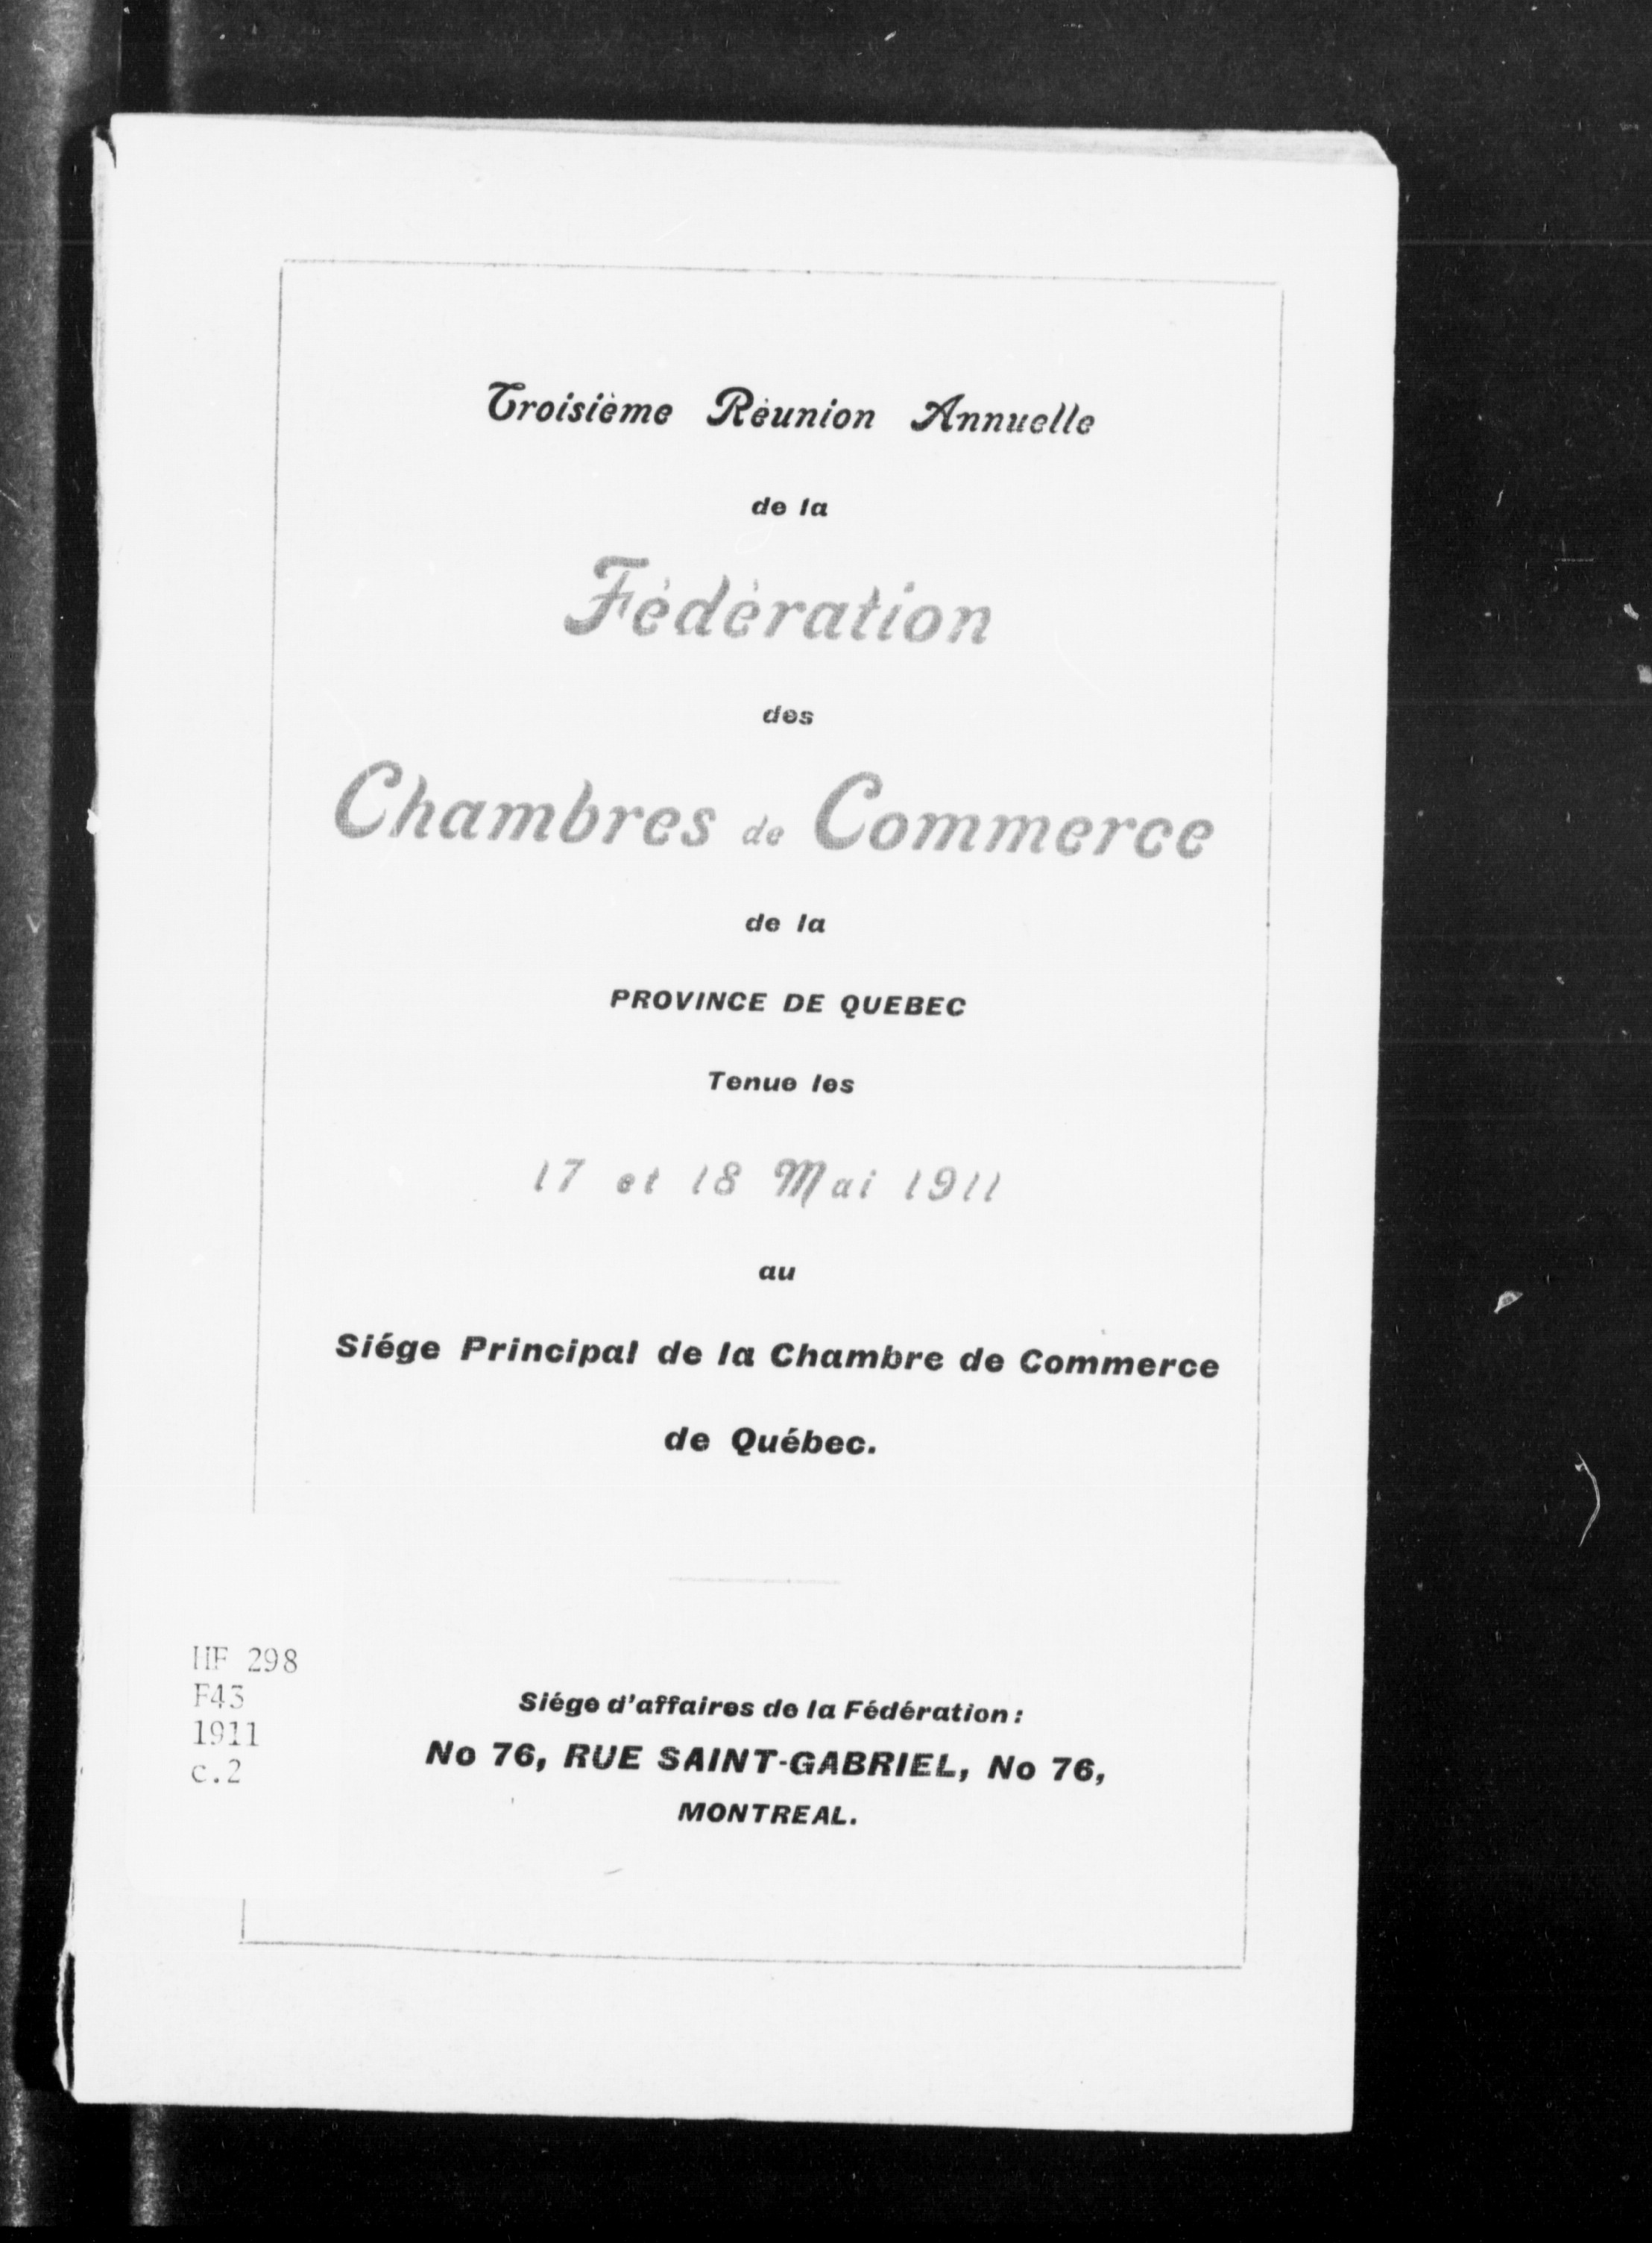 Troisième Réunion Annuelle
de la
Fédération
des
Chambres de Commerce
de la
PROVINCE DE QUEBEC
Tenue les
17 et 18 Mai 1911
au
Siége Principal de la Chambre de Commerce
de Québec.
HF 298
F43
1911
c.2
Siége d'affaires de la Fédération :
No 76, RUE SAINT-GABRIEL, No 76,
MONTREAL.